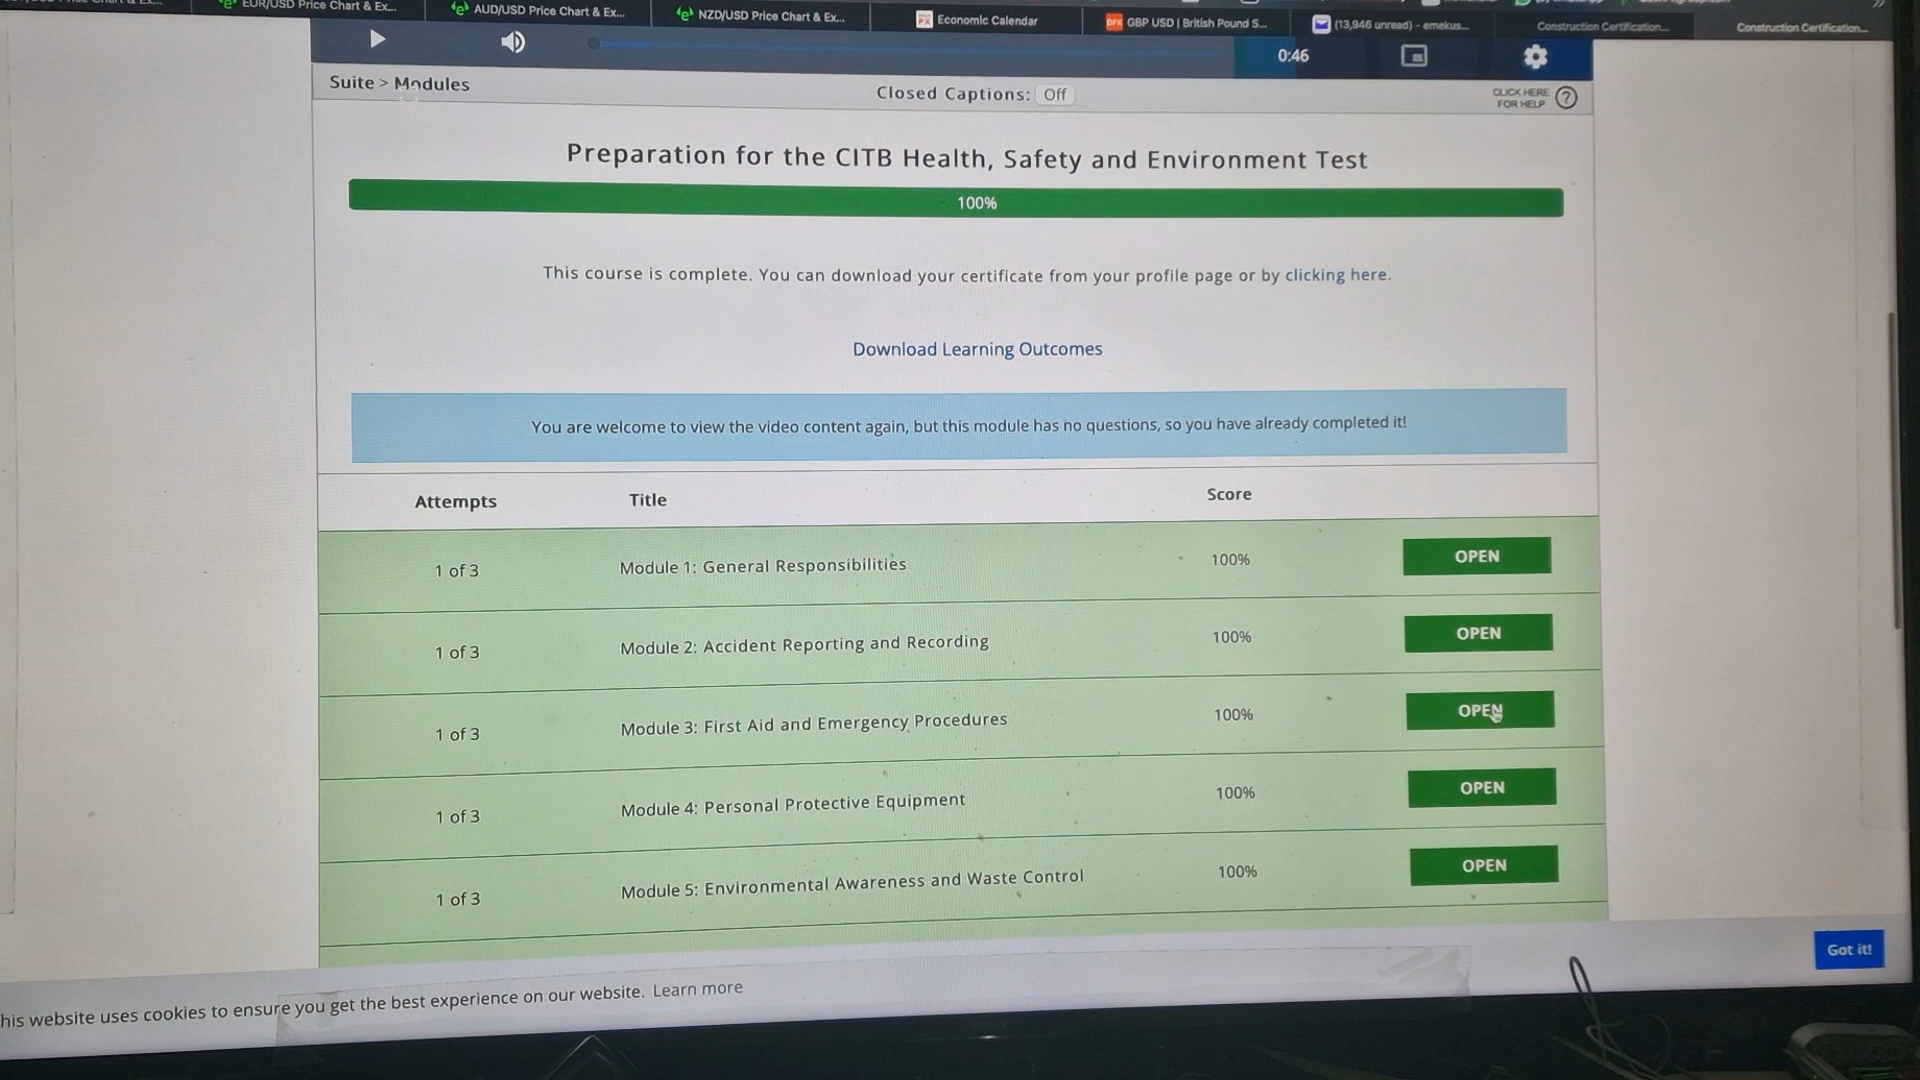 EUR/USD Price Chart & Ex...
AUD/USD Price Chart & Ex...
NZD/USD Price Chart & Ex...
Economic Calendar
GBP USD | British Pound S...
(13,946 unread) - emekus...
Construction Certification...
Construction Certification...
0:46
Suite > Modules
Closed Captions: Off
CLICK HERE
FOR HELP ?
Preparation for the CITB Health, Safety and Environment Test
100%
This course is complete. You can download your certificate from your profile page or by clicking here.
Download Learning Outcomes
You are welcome to view the video content again, but this module has no questions, so you have already completed it!
Attempts Title Score
1 of 3 Module 1: General Responsibilities 100% OPEN
1 of 3 Module 2: Accident Reporting and Recording 100% OPEN
1 of 3 Module 3: First Aid and Emergency Procedures 100% OPEN
1 of 3 Module 4: Personal Protective Equipment 100% OPEN
1 of 3 Module 5: Environmental Awareness and Waste Control 100% OPEN
his website uses cookies to ensure you get the best experience on our website. Learn more
Got it!